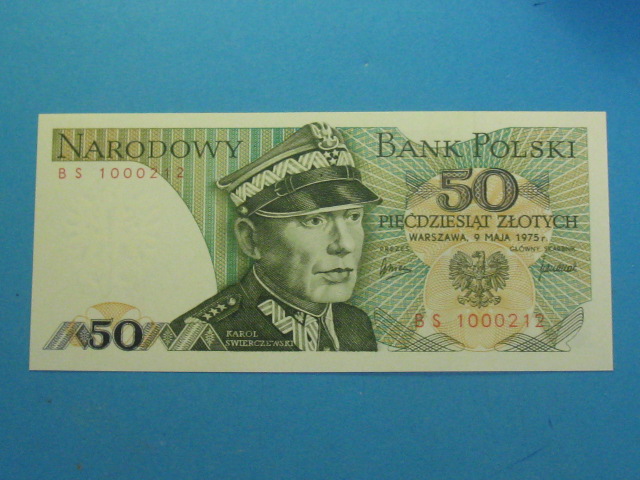 NARODOWY BANK POLSKI
BS 1000212
50
PIĘĆDZIESIĄT ZŁOTYCH
WARSZAWA, 9 MAJA 1975 r.
PREZES GŁÓWNY SKARBNIK
BS 1000212
50
KAROL
ŚWIERCZEWSKI